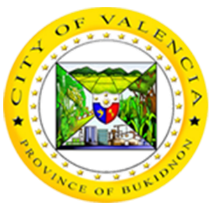 CITY OF VALENCIA
PROVINCE OF BUKIDNON